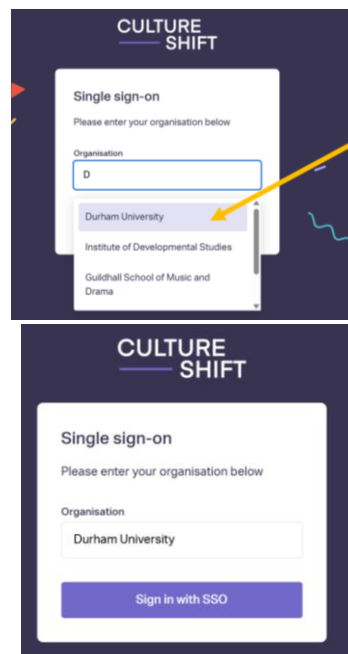 CULTURE
SHIFT
Single sign-on
Please enter your organisation below
Organisation
D
Durham University
Institute of Developmental Studies
Guildhall School of Music and
Drama
CULTURE
SHIFT
Single sign-on
Please enter your organisation below
Organisation
Durham University
Sign in with SSO